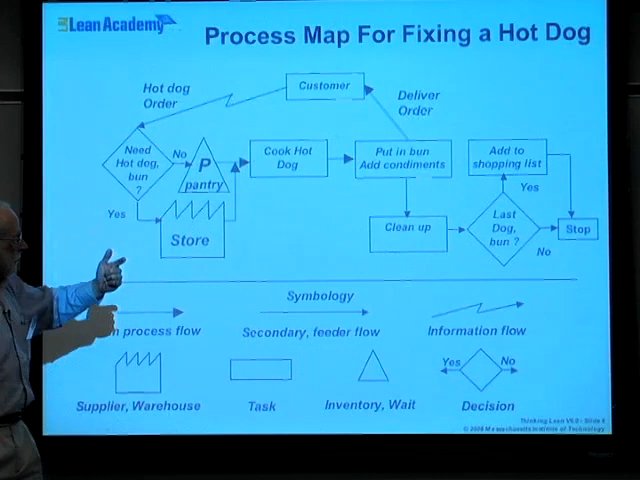 Lean Academy
Process Map For Fixing a Hot Dog
Hot dog
Order
Customer
Deliver
Order
Need
Hot dog,
bun
?
No
P
pantry
Cook Hot
Dog
Put in bun
Add condiments
Add to
shopping list
Yes
Yes
Store
Clean up
Last
Dog,
bun ?
Stop
No
Symbology
process flow
Secondary, feeder flow
Information flow
Yes
No
Supplier, Warehouse
Task
Inventory, Wait
Decision
Thinking Lean V6.0 - Slide
© 2008 Massachusetts Institute of Technology